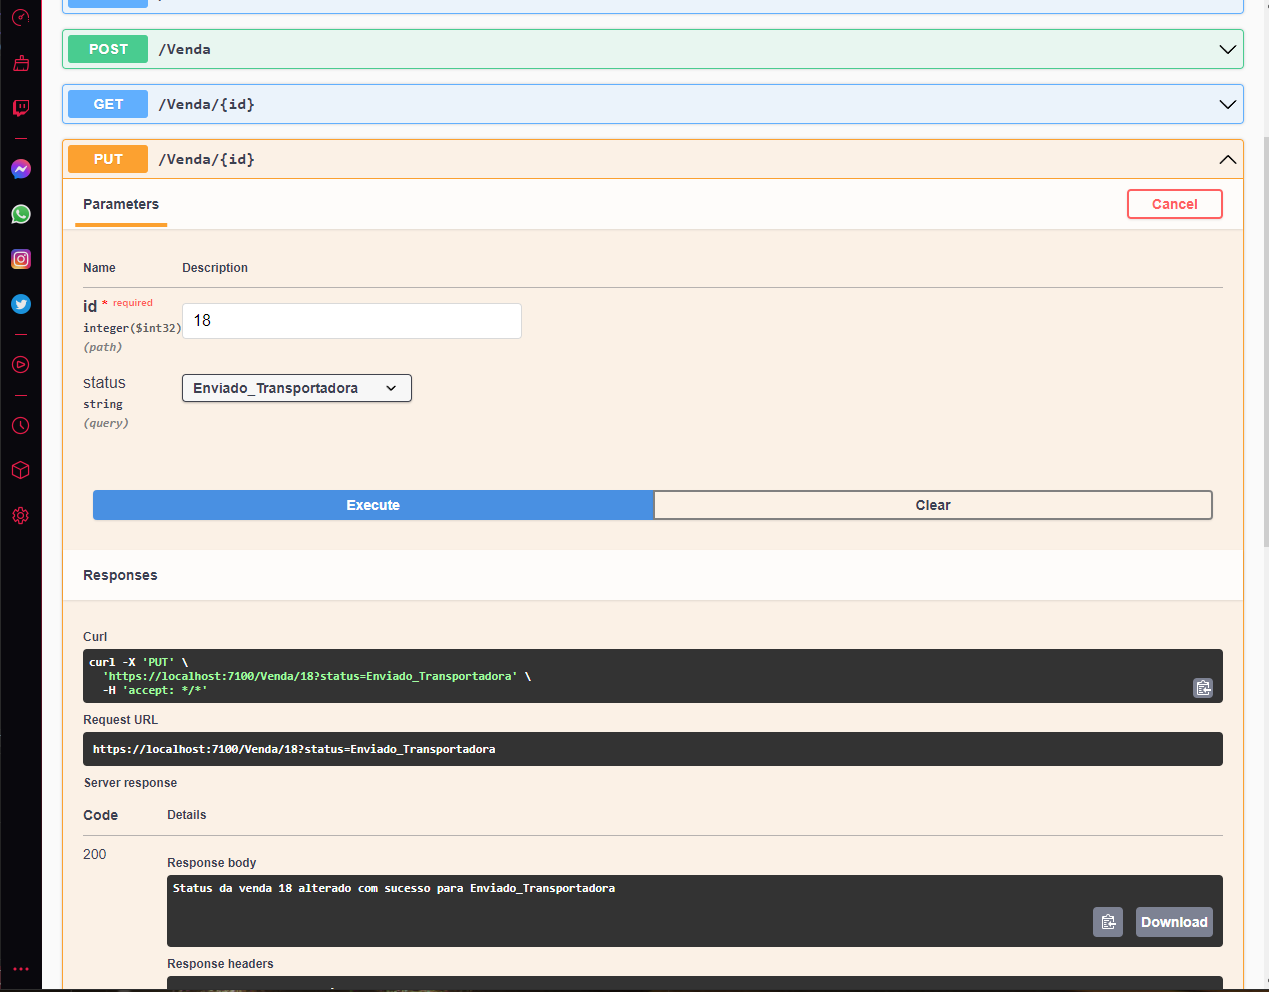 POST /Venda
GET /Venda/{id}
PUT /Venda/{id}
Parameters
Cancel
Name Description
id * required
integer($int32)
(path)
18
status
string
(query)
Enviado_Transportadora
Execute Clear
Responses
Curl
curl -X 'PUT' \
'https://localhost:7100/Venda/18?status=Enviado_Transportadora' \
-H 'accept: */*'
Request URL
https://localhost:7100/Venda/18?status=Enviado_Transportadora
Server response
Code Details
200
Response body
Status da venda 18 alterado com sucesso para Enviado_Transportadora
Download
Response headers